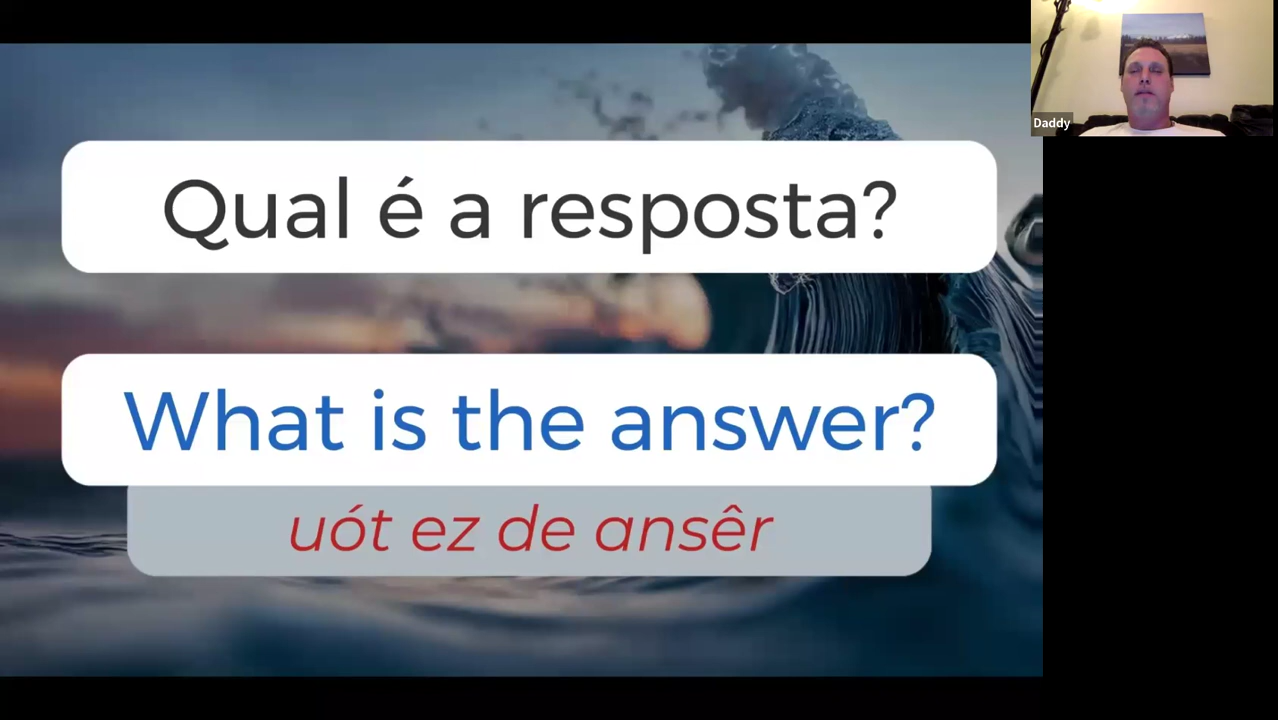 Qual é a resposta?
What is the answer?
uót ez de ansêr
Daddy